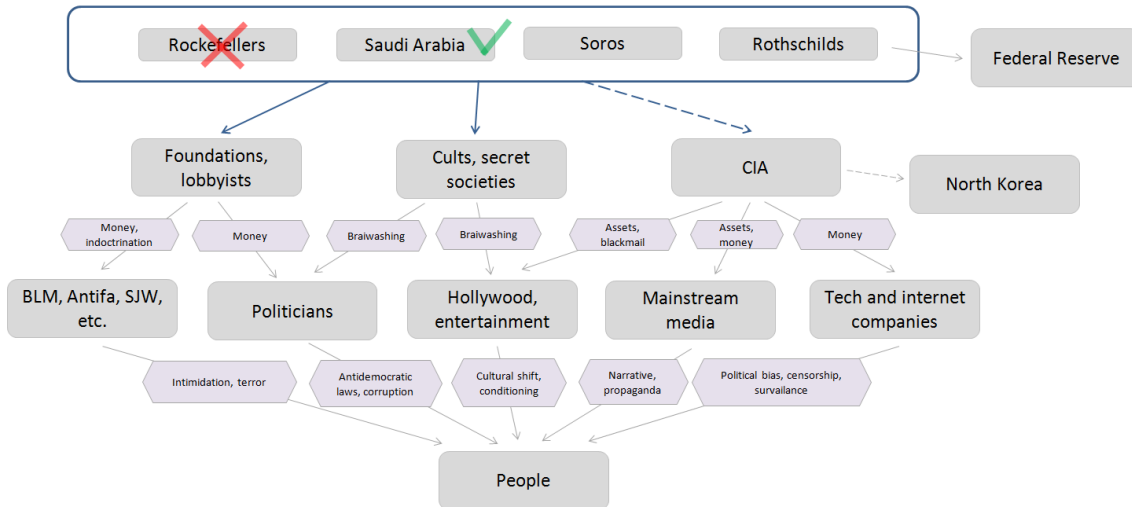 Rockefellers
Saudi Arabia
Soros
Rothschilds
Federal Reserve
Foundations,
lobbyists
Cults, secret
societies
CIA
North Korea
Money,
indoctrination
Money
Braiwashing
Braiwashing
Assets,
blackmail
Assets,
money
Money
BLM, Antifa, SJW,
etc.
Politicians
Hollywood,
entertainment
Mainstream
media
Tech and internet
companies
Intimidation, terror
Antidemocratic
laws, corruption
Cultural shift,
conditioning
Narrative,
propaganda
Political bias, censorship,
survailance
People